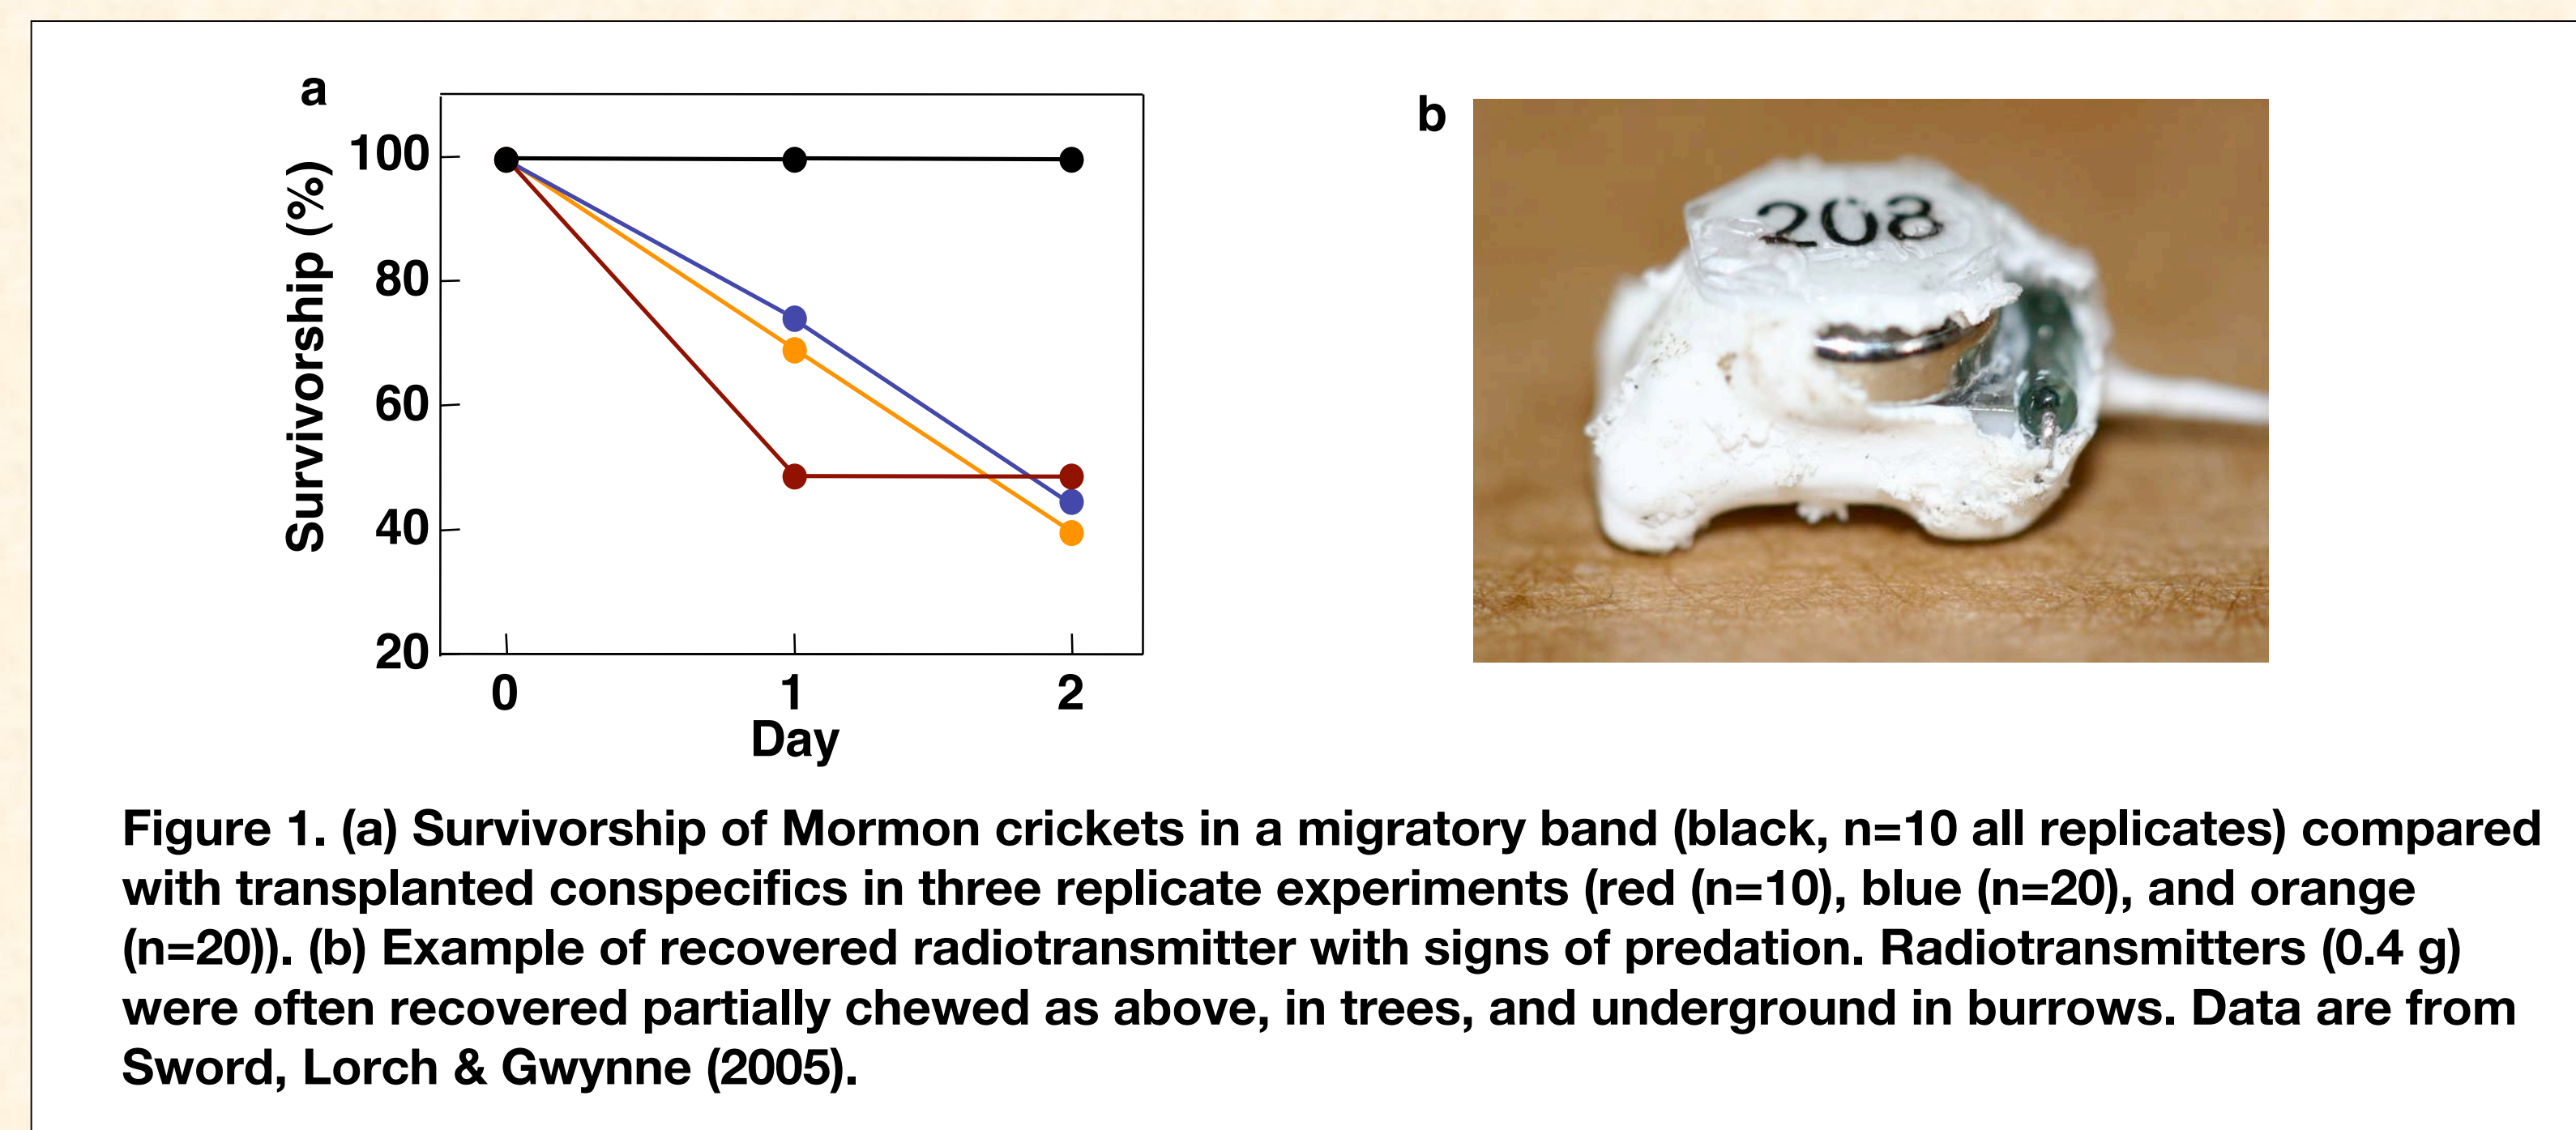 a
100
80
60
40
20
Survivorship (%)
0 1 2
Day
b
208
Figure 1. (a) Survivorship of Mormon crickets in a migratory band (black, n=10 all replicates) compared
with transplanted conspecifics in three replicate experiments (red (n=10), blue (n=20), and orange
(n=20)). (b) Example of recovered radiotransmitter with signs of predation. Radiotransmitters (0.4 g)
were often recovered partially chewed as above, in trees, and underground in burrows. Data are from
Sword, Lorch & Gwynne (2005).